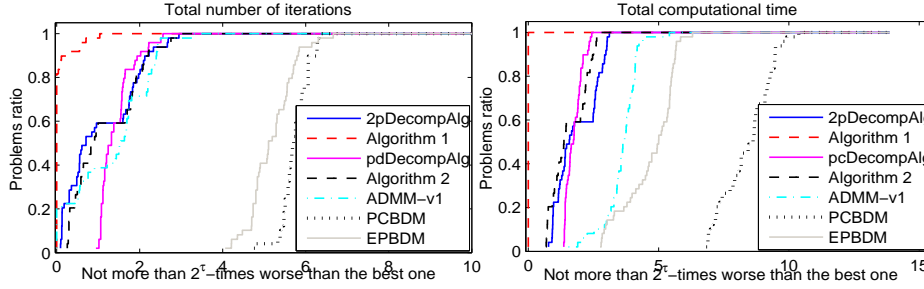 Total number of iterations
Problems ratio
1
0.8
0.6
0.4
0.2
0
0
2
4
6
8
10
2pDecompAlg
Algorithm 1
pdDecompAlg
Algorithm 2
ADMM−v1
PCBDM
EPBDM
Not more than 2^τ−times worse than the best one
Total computational time
Problems ratio
1
0.8
0.6
0.4
0.2
0
0
5
10
15
2pDecompAlg
Algorithm 1
pcDecompAlg
Algorithm 2
ADMM−v1
PCBDM
EPBDM
Not more than 2^τ−times worse than the best one